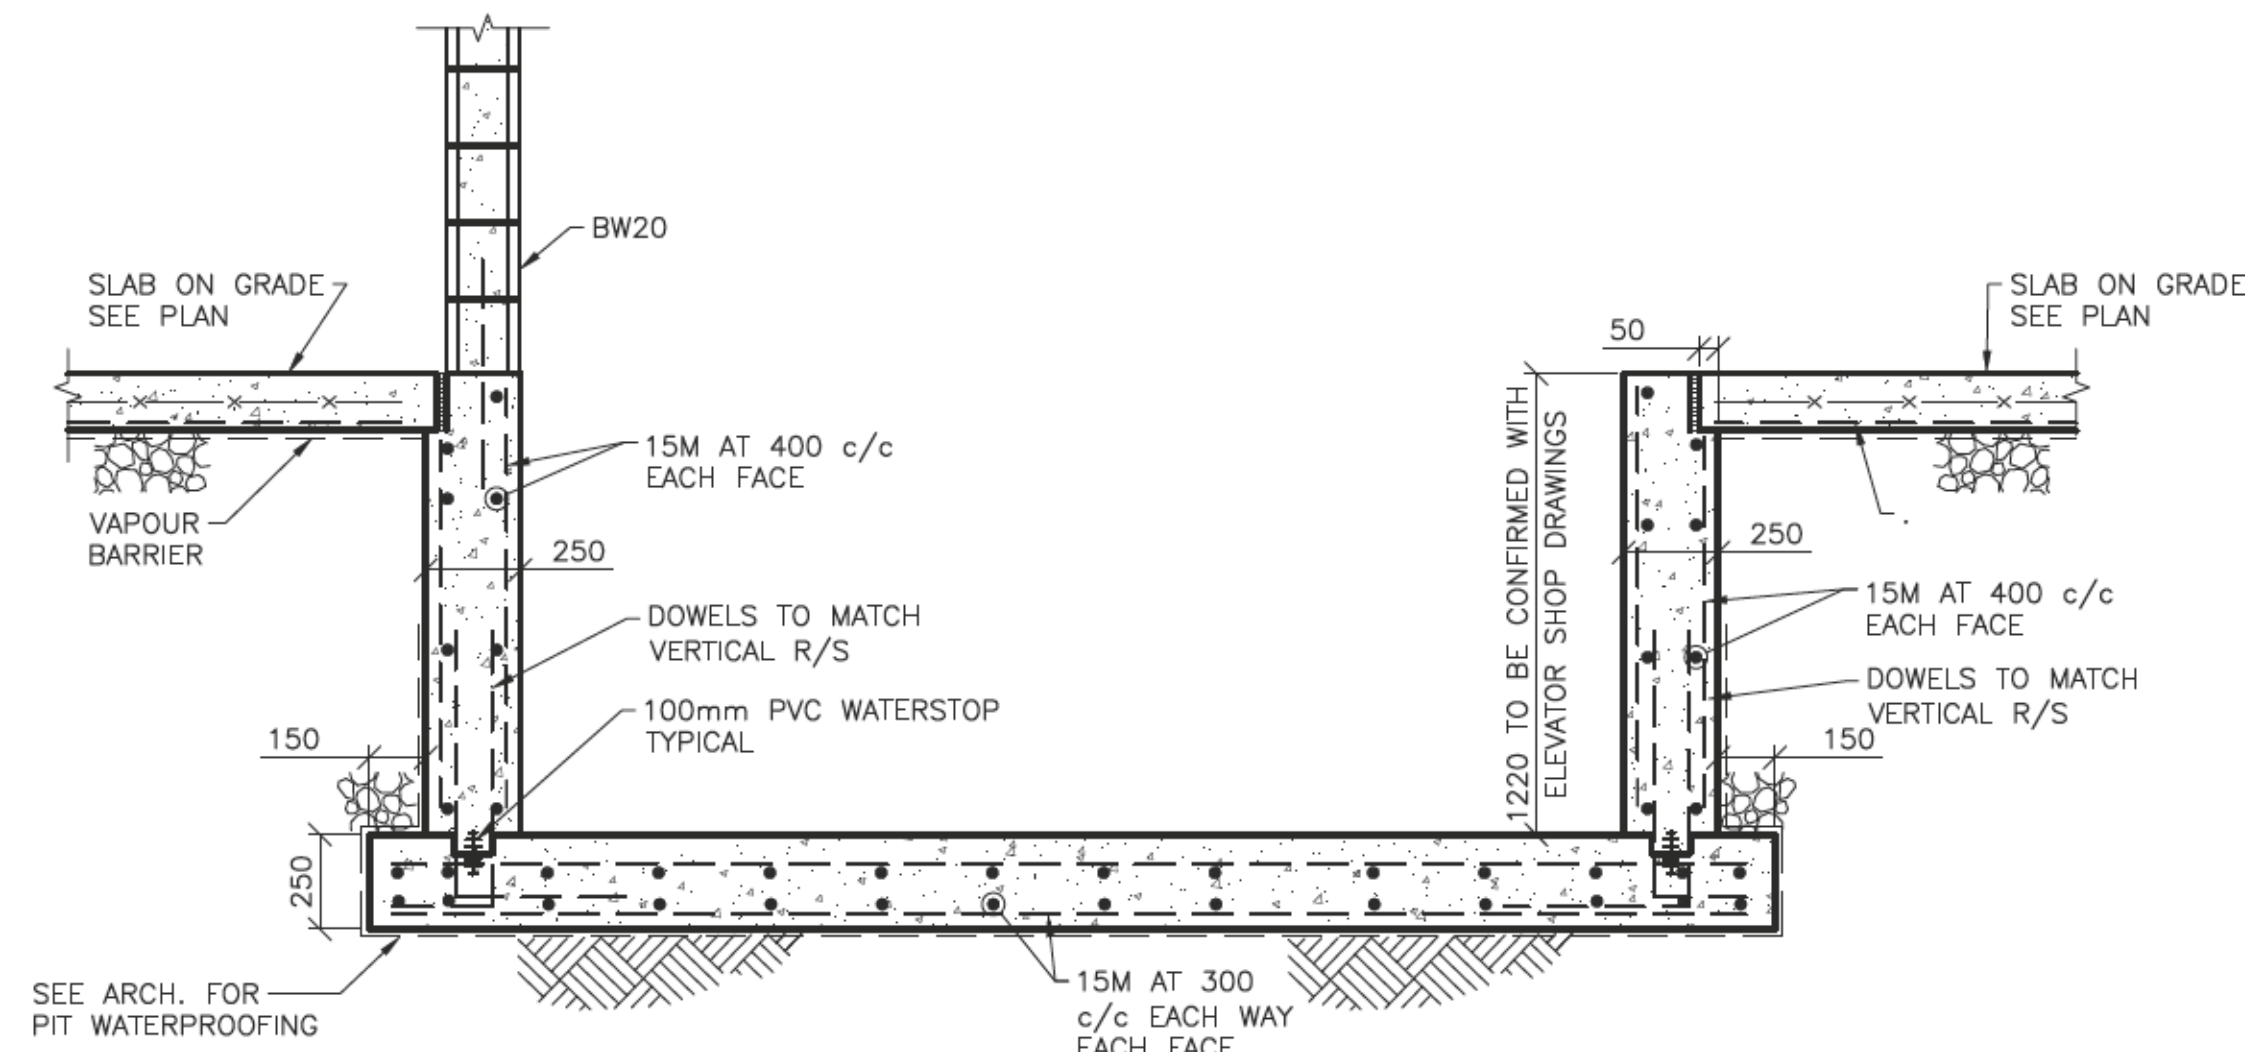 BW20
SLAB ON GRADE
SEE PLAN
SLAB ON GRADE
SEE PLAN
50
15M AT 400 c/c
EACH FACE
VAPOUR
BARRIER
250
1220 TO BE CONFIRMED WITH
ELEVATOR SHOP DRAWINGS
250
15M AT 400 c/c
EACH FACE
DOWELS TO MATCH
VERTICAL R/S
DOWELS TO MATCH
VERTICAL R/S
100mm PVC WATERSTOP
TYPICAL
150
150
250
SEE ARCH. FOR
PIT WATERPROOFING
15M AT 300
c/c EACH WAY
EACH FACE